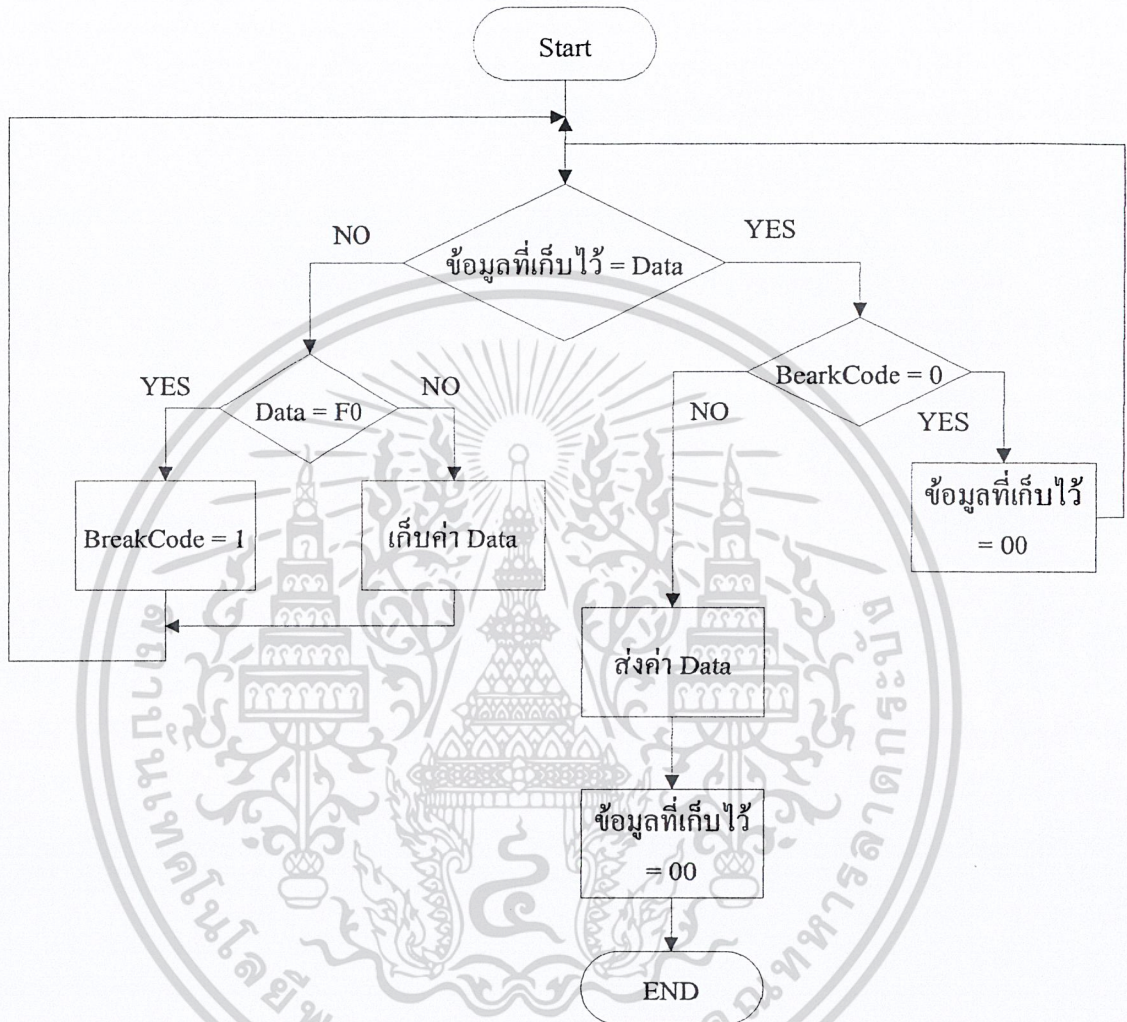 Start
NO
YES
ข้อมูลที่เก็บไว้ = Data
YES
NO
Data = F0
BearkCode = 0
NO
YES
BreakCode = 1
เก็บค่า Data
ข้อมูลที่เก็บไว้
= 00
ส่งค่า Data
ข้อมูลที่เก็บไว้
= 00
END